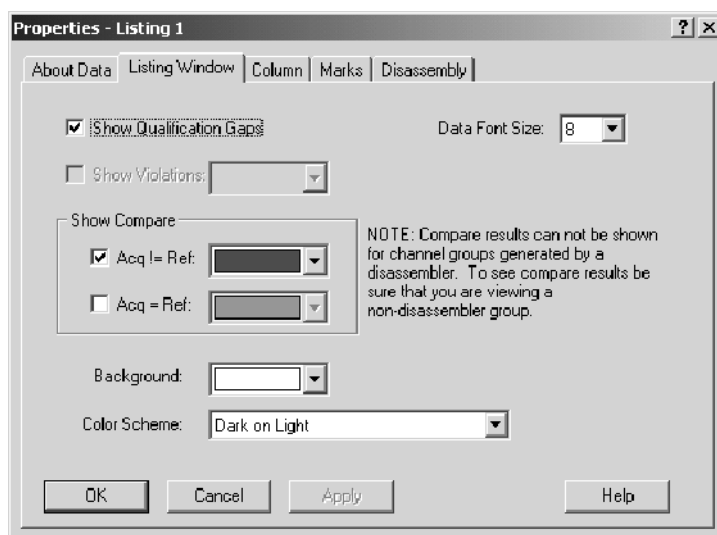 Properties - Listing 1
About Data
Listing Window
Column
Marks
Disassembly
Show Qualification Gaps
Data Font Size:
8
Show Violations:
Show Compare
Acq != Ref:
Acq = Ref:
NOTE: Compare results can not be shown
for channel groups generated by a
disassembler. To see compare results be
sure that you are viewing a
non-disassembler group.
Background:
Color Scheme:
Dark on Light
OK
Cancel
Apply
Help